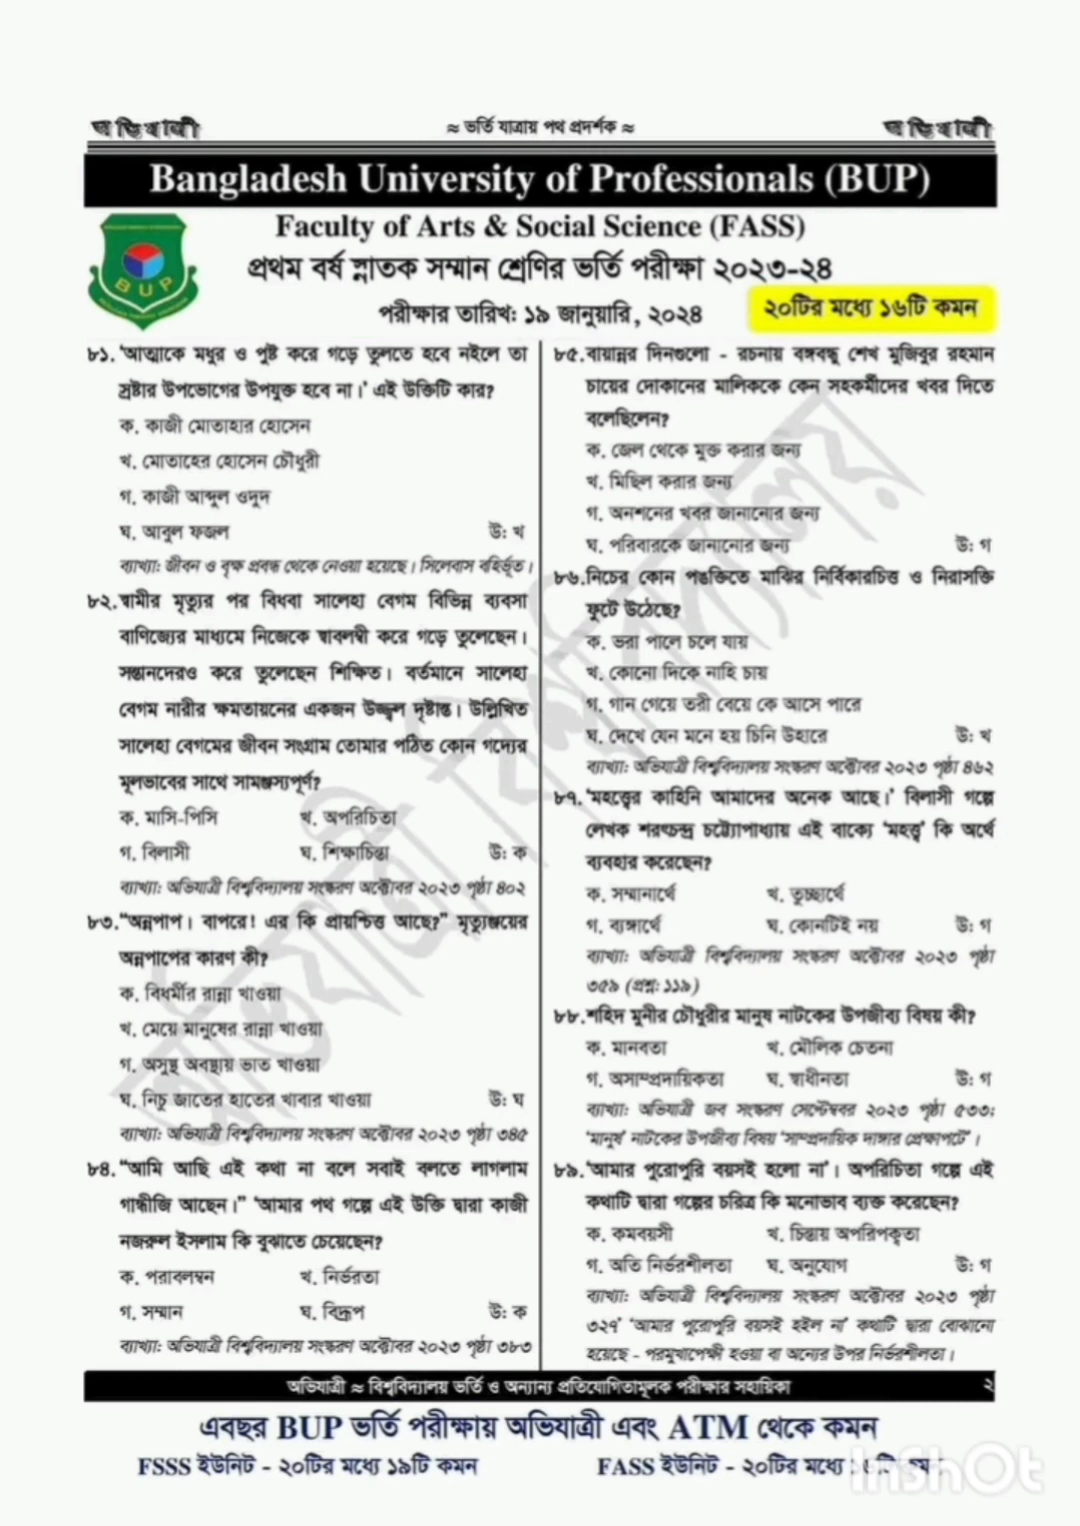 অভিযাত্রী
≈ ভর্তি যাত্রায় পথ প্রদর্শক ≈
অভিযাত্রী
Bangladesh University of Professionals (BUP)
Faculty of Arts & Social Science (FASS)
প্রথম বর্ষ স্নাতক সম্মান শ্রেণির ভর্তি পরীক্ষা ২০২৩-২৪
পরীক্ষার তারিখ: ১৯ জানুয়ারি, ২০২৪
২০টির মধ্যে ১৬টি কমন
BUP
৮১. ‘আত্মাকে মধুর ও পুষ্ট করে গড়ে তুলতে হবে নইলে তা
স্রষ্টার উপভোগের উপযুক্ত হবে না।’ এই উক্তিটি কার?
ক. কাজী মোতাহার হোসেন
খ. মোতাহের হোসেন চৌধুরী
গ. কাজী আব্দুল ওদুদ
ঘ. আবুল ফজল উ: খ
ব্যাখ্যা: জীবন ও বৃক্ষ প্রবন্ধ থেকে নেওয়া হয়েছে। সিলেবাস বহির্ভূত।
৮২. স্বামীর মৃত্যুর পর বিধবা সালেহা বেগম বিভিন্ন ব্যবসা
বাণিজ্যের মাধ্যমে নিজেকে স্বাবলম্বী করে গড়ে তুলেছেন।
সন্তানদেরও করে তুলেছেন শিক্ষিত। বর্তমানে সালেহা
বেগম নারীর ক্ষমতায়নের একজন উজ্জ্বল দৃষ্টান্ত। উল্লিখিত
সালেহা বেগমের জীবন সংগ্রাম তোমার পঠিত কোন গদ্যের
মূলভাবের সাথে সামঞ্জস্যপূর্ণ?
ক. মাসি-পিসি খ. অপরিচিতা
গ. বিলাসী ঘ. শিক্ষাচিন্তা উ: ক
ব্যাখ্যা: অভিযাত্রী বিশ্ববিদ্যালয় সংস্করণ অক্টোবর ২০২৩ পৃষ্ঠা ৪০২
৮৩. “অন্নপাপ। বাপরে! এর কি প্রায়শ্চিত্ত আছে?” মৃত্যুঞ্জয়ের
অন্নপাপের কারণ কী?
ক. বিধর্মীর রান্না খাওয়া
খ. মেয়ে মানুষের রান্না খাওয়া
গ. অসুস্থ অবস্থায় ভাত খাওয়া
ঘ. নিচু জাতের হাতের খাবার খাওয়া উ: ঘ
ব্যাখ্যা: অভিযাত্রী বিশ্ববিদ্যালয় সংস্করণ অক্টোবর ২০২৩ পৃষ্ঠা ৩৪৫
৮৪. “আমি আছি এই কথা না বলে সবাই বলতে লাগলাম
গান্ধীজি আছেন।” ‘আমার পথ গল্পে এই উক্তি দ্বারা কাজী
নজরুল ইসলাম কি বুঝাতে চেয়েছেন?
ক. পরাবলম্বন খ. নির্ভরতা
গ. সম্মান ঘ. বিদ্রূপ উ: ক
ব্যাখ্যা: অভিযাত্রী বিশ্ববিদ্যালয় সংস্করণ অক্টোবর ২০২৩ পৃষ্ঠা ৩৮৩
৮৫. বায়ান্নর দিনগুলো - রচনায় বঙ্গবন্ধু শেখ মুজিবুর রহমান
চায়ের দোকানের মালিককে কেন সহকর্মীদের খবর দিতে
বলেছিলেন?
ক. জেল থেকে মুক্ত করার জন্য
খ. মিছিল করার জন্য
গ. অনশনের খবর জানানোর জন্য
ঘ. পরিবারকে জানানোর জন্য উ: গ
৮৬. নিচের কোন পঙক্তিতে মাঝির নির্বিকারচিত্ত ও নিরাসক্তি
ফুটে উঠেছে?
ক. ভরা পালে চলে যায়
খ. কোনো দিকে নাহি চায়
গ. গান গেয়ে তরী বেয়ে কে আসে পারে
ঘ. দেখে যেন মনে হয় চিনি উহারে উ: খ
ব্যাখ্যা: অভিযাত্রী বিশ্ববিদ্যালয় সংস্করণ অক্টোবর ২০২৩ পৃষ্ঠা ৪৬২
৮৭. ‘মহত্ত্বের কাহিনি আমাদের অনেক আছে।’ বিলাসী গল্পে
লেখক শরৎচন্দ্র চট্টোপাধ্যায় এই বাক্যে ‘মহত্ত্ব’ কি অর্থে
ব্যবহার করেছেন?
ক. সম্মানার্থে খ. তুচ্ছার্থে
গ. ব্যঙ্গার্থে ঘ. কোনটিই নয় উ: গ
ব্যাখ্যা: অভিযাত্রী বিশ্ববিদ্যালয় সংস্করণ অক্টোবর ২০২৩ পৃষ্ঠা
৩৫৯ (প্রশ্ন: ১১৯)
৮৮. শহিদ মুনীর চৌধুরীর মানুষ নাটকের উপজীব্য বিষয় কী?
ক. মানবতা খ. মৌলিক চেতনা
গ. অসাম্প্রদায়িকতা ঘ. স্বাধীনতা উ: গ
ব্যাখ্যা: অভিযাত্রী জব সংস্করণ সেপ্টেম্বর ২০২৩ পৃষ্ঠা ৫৩৩;
‘মানুষ’ নাটকের উপজীব্য বিষয় ‘সাম্প্রদায়িক দাঙ্গার প্রেক্ষাপটে’।
৮৯. ‘আমার পুরোপুরি বয়সই হলো না’। অপরিচিতা গল্পে এই
কথাটি দ্বারা গল্পের চরিত্র কি মনোভাব ব্যক্ত করেছেন?
ক. কমবয়সী খ. চিন্তায় অপরিপক্বতা
গ. অতি নির্ভরশীলতা ঘ. অনুযোগ উ: গ
ব্যাখ্যা: অভিযাত্রী বিশ্ববিদ্যালয় সংস্করণ অক্টোবর ২০২৩ পৃষ্ঠা
৩২৭ ‘আমার পুরোপুরি বয়সই হইল না’ কথাটি দ্বারা বোঝানো
হয়েছে - পরমুখাপেক্ষী হওয়া বা অন্যের উপর নির্ভরশীলতা।
অভিযাত্রী বিশ্ববিদ্যালয়
অভিযাত্রী ≈ বিশ্ববিদ্যালয় ভর্তি ও অন্যান্য প্রতিযোগিতামূলক পরীক্ষার সহায়িকা ২
এবছর BUP ভর্তি পরীক্ষায় অভিযাত্রী এবং ATM থেকে কমন
FSSS ইউনিট - ২০টির মধ্যে ১৯টি কমন
FASS ইউনিট - ২০টির মধ্যে ১৬টি কমন
InShOt